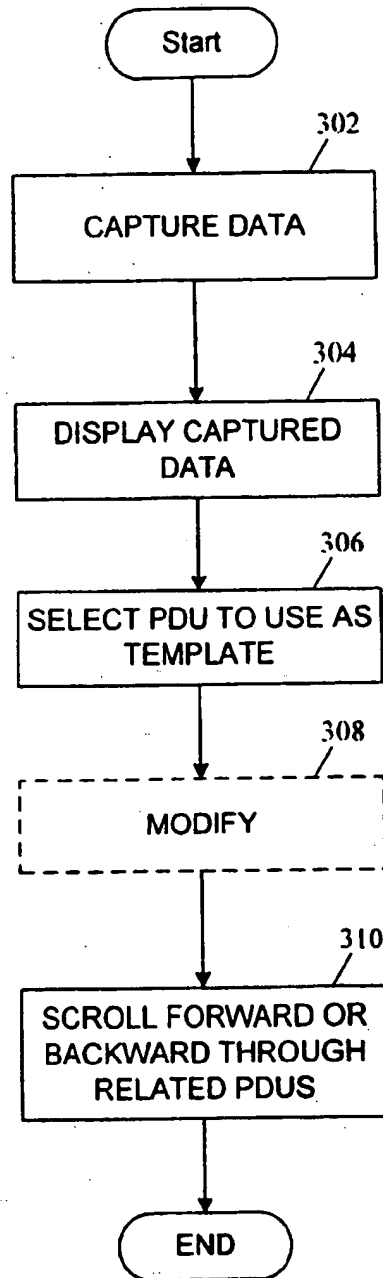 Start
302
CAPTURE DATA
304
DISPLAY CAPTURED
DATA
306
SELECT PDU TO USE AS
TEMPLATE
308
MODIFY
310
SCROLL FORWARD OR
BACKWARD THROUGH
RELATED PDUS
END